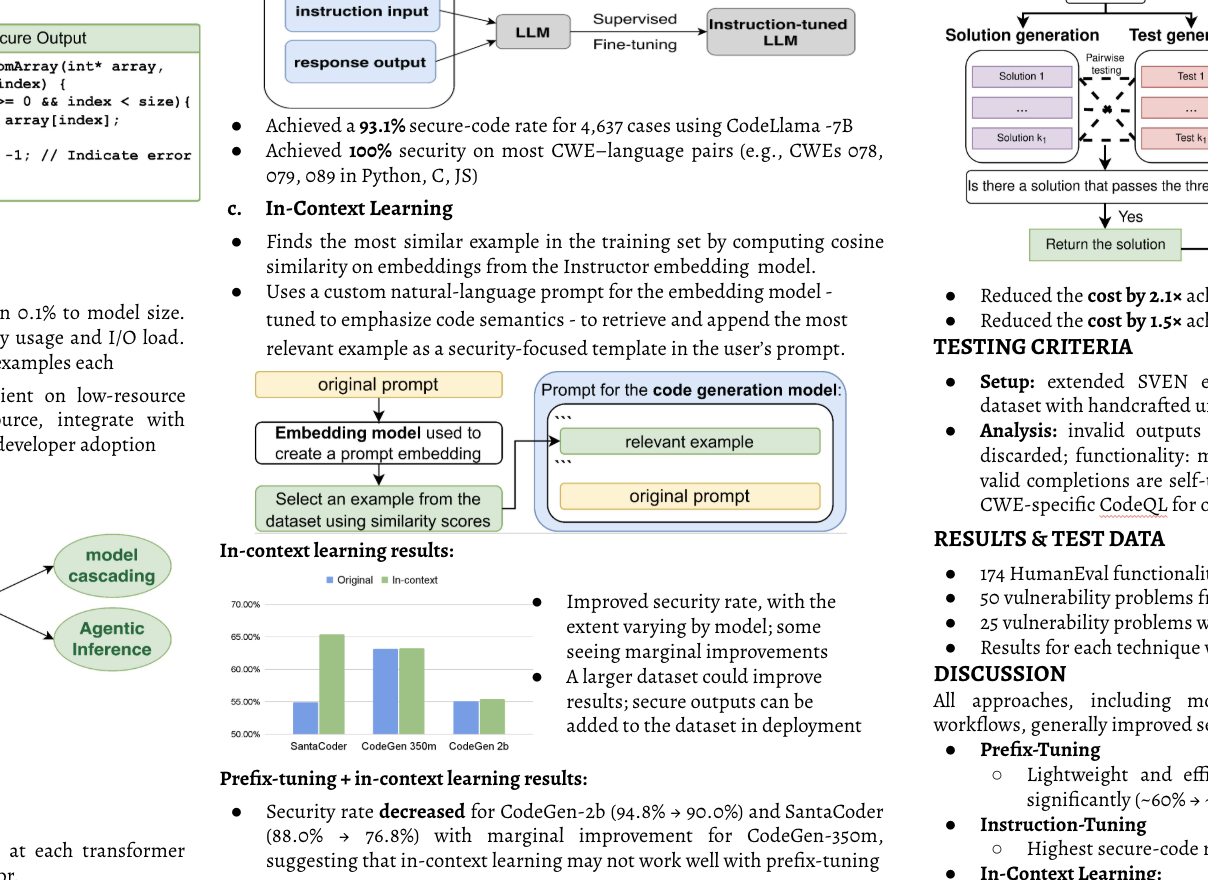 cure Output
omArray(int* array,
index) {
>= 0 && index < size){
array[index];
-1; // Indicate error
n 0.1% to model size.
y usage and I/O load.
examples each
ient on low-resource
ource, integrate with
developer adoption
model
cascading
Agentic
Inference
at each transformer
or.
instruction input
response output
LLM
Supervised
Fine-tuning
Instruction-tuned
LLM
● Achieved a 93.1% secure-code rate for 4,637 cases using CodeLlama -7B
● Achieved 100% security on most CWE–language pairs (e.g., CWEs 078,
079, 089 in Python, C, JS)
c. In-Context Learning
● Finds the most similar example in the training set by computing cosine
similarity on embeddings from the Instructor embedding model.
● Uses a custom natural-language prompt for the embedding model -
tuned to emphasize code semantics - to retrieve and append the most
relevant example as a security-focused template in the user's prompt.
original prompt
Embedding model used to
create a prompt embedding
Select an example from the
dataset using similarity scores
Prompt for the code generation model:
```
relevant example
```
original prompt
In-context learning results:
Original In-context
70.00%
65.00%
60.00%
55.00%
50.00%
SantaCoder CodeGen 350m CodeGen 2b
● Improved security rate, with the
extent varying by model; some
seeing marginal improvements
● A larger dataset could improve
results; secure outputs can be
added to the dataset in deployment
Prefix-tuning + in-context learning results:
● Security rate decreased for CodeGen-2b (94.8% → 90.0%) and SantaCoder
(88.0% → 76.8%) with marginal improvement for CodeGen-350m,
suggesting that in-context learning may not work well with prefix-tuning
Solution generation Test gener
Pairwise
testing
Solution 1
...
Solution k₁
Test 1
...
Test k₁
Is there a solution that passes the thre
Yes
Return the solution
● Reduced the cost by 2.1× ach
● Reduced the cost by 1.5× ach
TESTING CRITERIA
● Setup: extended SVEN e
dataset with handcrafted u
● Analysis: invalid outputs
discarded; functionality: m
valid completions are self-t
CWE-specific CodeQL for o
RESULTS & TEST DATA
● 174 HumanEval functionalit
● 50 vulnerability problems f
● 25 vulnerability problems w
● Results for each technique w
DISCUSSION
All approaches, including mo
workflows, generally improved se
● Prefix-Tuning
○ Lightweight and effi
significantly (~60% → ~
● Instruction-Tuning
○ Highest secure-code r
● In-Context Learning: